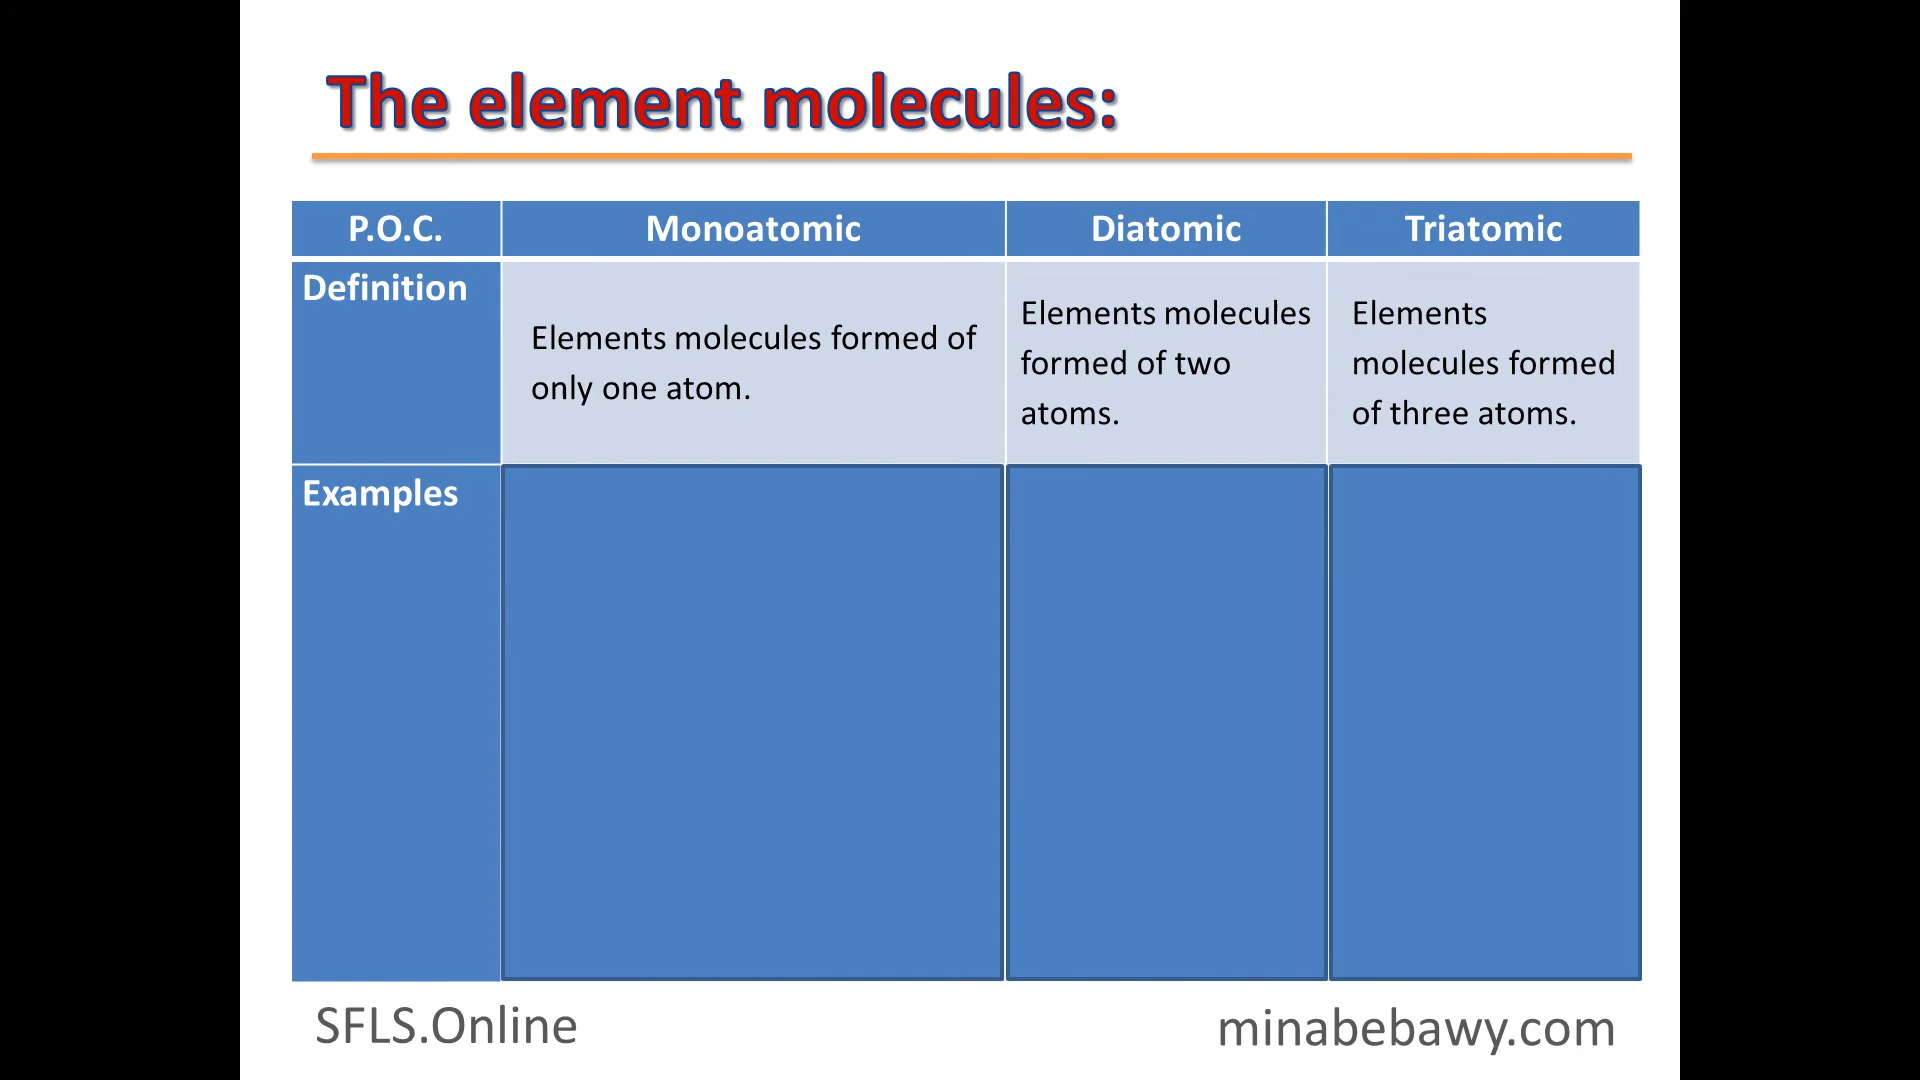 The element molecules:
P.O.C. Monoatomic Diatomic Triatomic
Definition
Elements molecules formed of
only one atom.
Elements molecules
formed of two
atoms.
Elements
molecules formed
of three atoms.
Examples
SFLS.Online
minabebawy.com